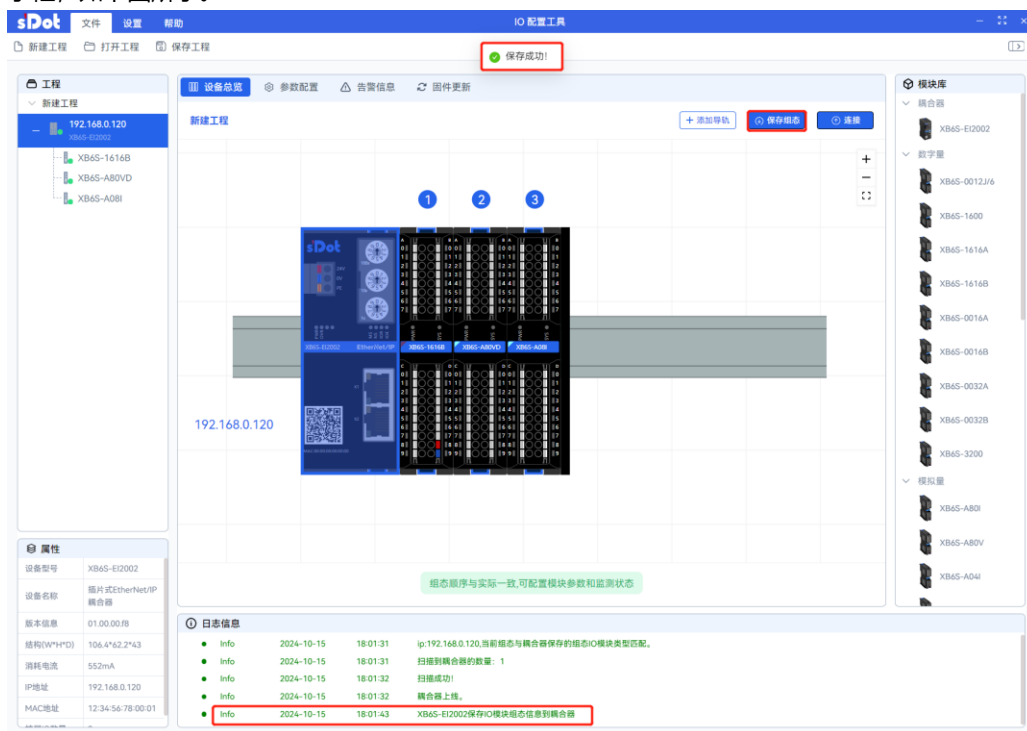 sDot 文件 设置 帮助 IO 配置工具
新建工程 打开工程 保存工程
保存成功!
工程
新建工程
192.168.0.120
XB6S-EI2002
XB6S-1616B
XB6S-A80VD
XB6S-A08I
设备总览 参数配置 告警信息 固件更新
新建工程
添加导轨 保存组态 连接
1 2 3
sDot
XB6S-EI2002 EtherNet/IP XB6S-1616B XB6S-A80VD XB6S-A08I
192.168.0.120
组态顺序与实际一致,可配置模块参数和监测状态
模块库
耦合器
XB6S-EI2002
数字量
XB6S-0012J/6
XB6S-1600
XB6S-1616A
XB6S-1616B
XB6S-0016A
XB6S-0016B
XB6S-0032A
XB6S-0032B
XB6S-3200
模拟量
XB6S-A80I
XB6S-A80V
XB6S-A04I
属性
设备型号 XB6S-EI2002
设备名称 插片式EtherNet/IP
耦合器
版本信息 01.00.00.f8
结构(W*H*D) 106.4*62.2*43
消耗电流 552mA
IP地址 192.168.0.120
MAC地址 12:34:56:78:00:01
日志信息
Info 2024-10-15 18:01:31 ip:192.168.0.120,当前组态与耦合器保存的组态IO模块类型匹配。
Info 2024-10-15 18:01:31 扫描到耦合器的数量: 1
Info 2024-10-15 18:01:32 扫描成功!
Info 2024-10-15 18:01:32 耦合器上线。
Info 2024-10-15 18:01:43 XB6S-EI2002保存IO模块组态信息到耦合器